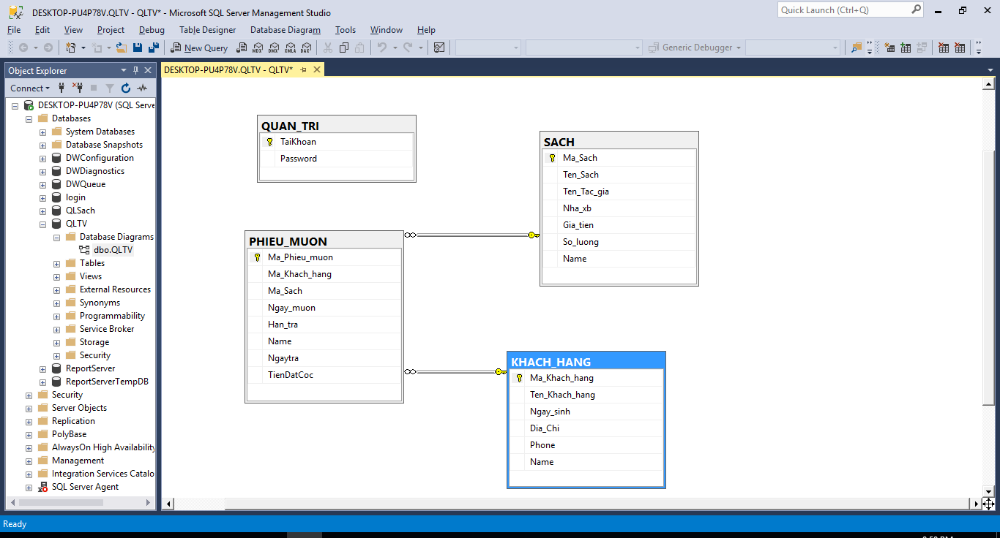 DESKTOP-PU4P78V.QLTV - QLTV* - Microsoft SQL Server Management Studio
Quick Launch (Ctrl+Q)
File Edit View Project Debug Table Designer Database Diagram Tools Window Help
New Query MDX DMX XMLA DAX Generic Debugger
Object Explorer
DESKTOP-PU4P78V.QLTV - QLTV*
Connect
DESKTOP-PU4P78V (SQL Serve
Databases
System Databases
Database Snapshots
DWConfiguration
DWDiagnostics
DWQueue
login
QLSach
QLTV
Database Diagrams
dbo.QLTV
Tables
Views
External Resources
Synonyms
Programmability
Service Broker
Storage
Security
ReportServer
ReportServerTempDB
Security
Server Objects
Replication
PolyBase
AlwaysOn High Availability
Management
Integration Services Catalo
SQL Server Agent
QUAN_TRI
TaiKhoan
Password
SACH
Ma_Sach
Ten_Sach
Ten_Tac_gia
Nha_xb
Gia_tien
So_luong
Name
PHIEU_MUON
Ma_Phieu_muon
Ma_Khach_hang
Ma_Sach
Ngay_muon
Han_tra
Name
Ngaytra
TienDatCoc
KHACH_HANG
Ma_Khach_hang
Ten_Khach_hang
Ngay_sinh
Dia_Chi
Phone
Name
Ready